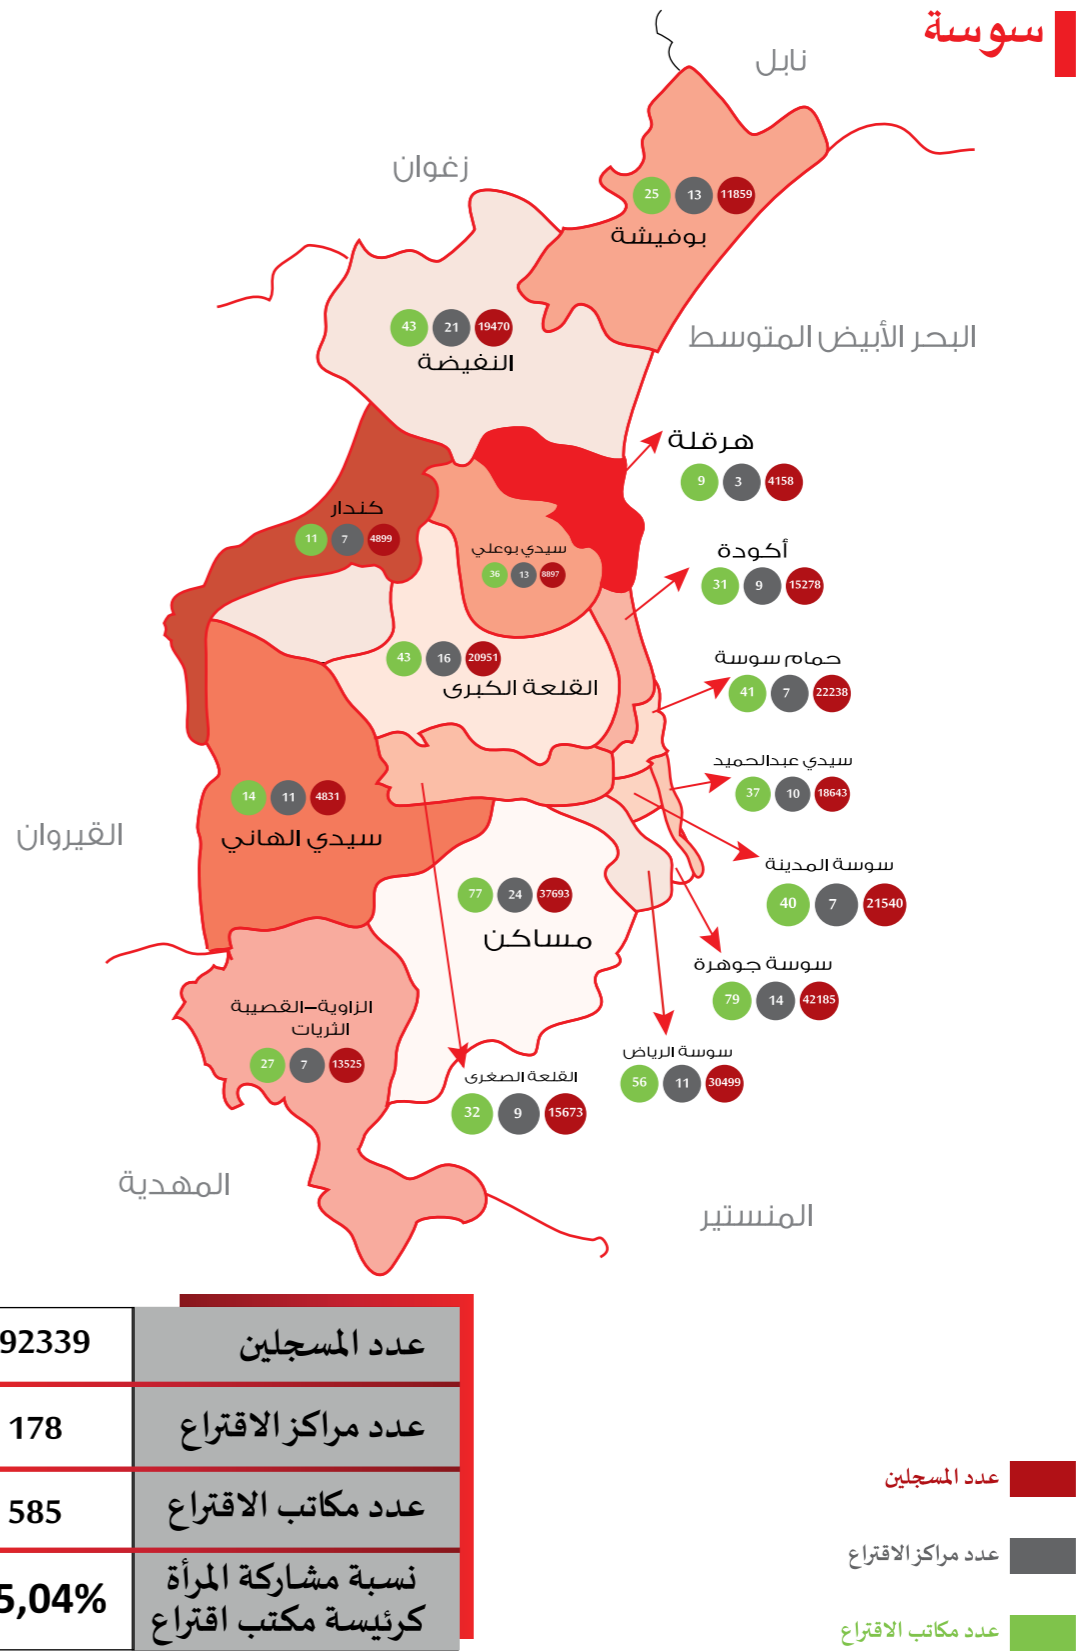 سوسة
نابل
زغوان
25 13 11859
بوفيشة
43 21 19470
النفيضة
البحر الأبيض المتوسط
هرقلة
9 3 4158
كندار
11 7 4899
سيدي بوعلي
36 13 8897
أكودة
31 9 15278
43 16 20951
القلعة الكبرى
حمام سوسة
41 7 22238
سيدي عبدالحميد
37 10 18643
14 11 4831
سيدي الهاني
القيروان
سوسة المدينة
40 7 21540
77 24 37693
مساكن
سوسة جوهرة
79 14 42185
الزاوية-القصيبة
الثريات
27 7 13525
سوسة الرياض
56 11 30499
القلعة الصغرى
32 9 15673
المهدية
المنستير
عدد المسجلين 92339
عدد مراكز الاقتراع 178
عدد مكاتب الاقتراع 585
نسبة مشاركة المرأة
كرئيسة مكتب اقتراع 5,04%
عدد المسجلين
عدد مراكز الاقتراع
عدد مكاتب الاقتراع